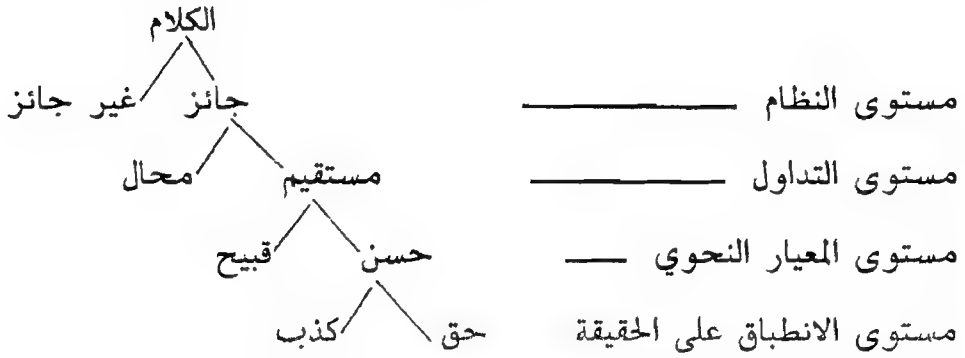 الكلام
مستوى النظام جائز غير جائز
مستوى التداول مستقيم محال
مستوى المعيار النحوي حسن قبيح
مستوى الانطباق على الحقيقة حق كذب